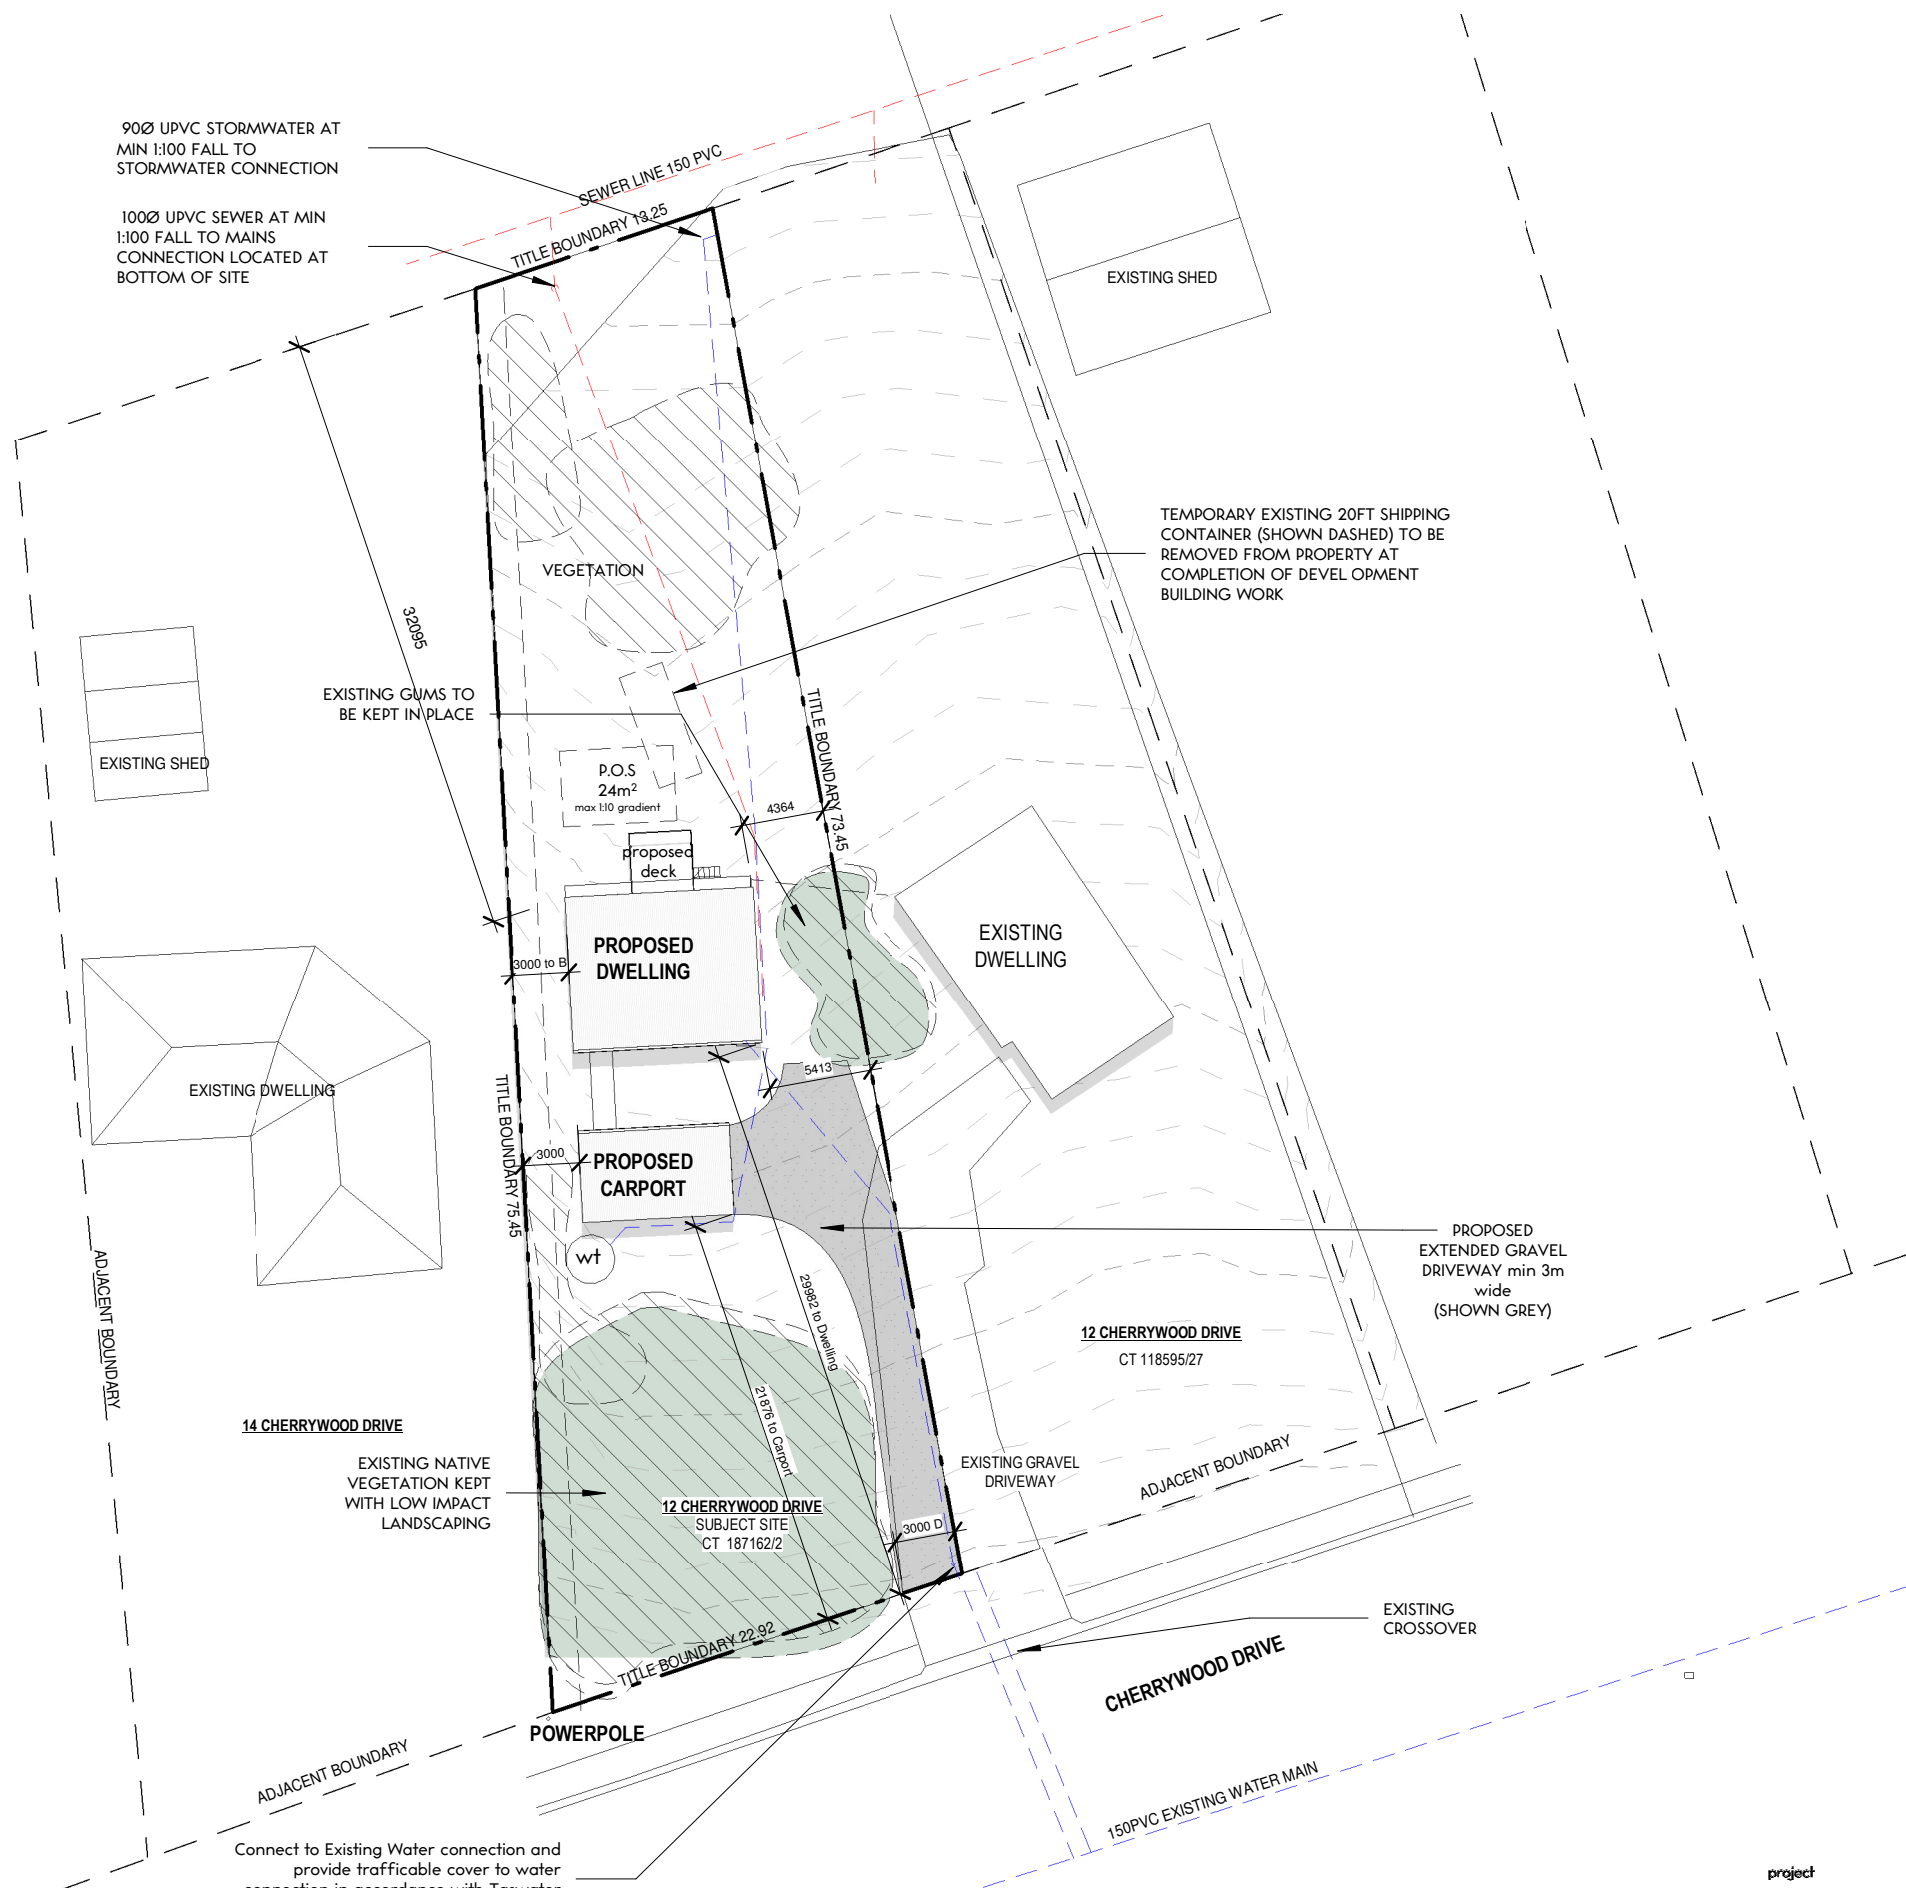 90Ø UPVC STORMWATER AT
MIN 1:100 FALL TO
STORMWATER CONNECTION
SEWER LINE 150 PVC
100Ø UPVC SEWER AT MIN
1:100 FALL TO MAINS
CONNECTION LOCATED AT
BOTTOM OF SITE
TITLE BOUNDARY 13.25
EXISTING SHED
TEMPORARY EXISTING 20FT SHIPPING
CONTAINER (SHOWN DASHED) TO BE
REMOVED FROM PROPERTY AT
COMPLETION OF DEVEL OPMENT
BUILDING WORK
VEGETATION
32095
EXISTING GUMS TO
BE KEPT IN PLACE
TITLE BOUNDARY 73.45
EXISTING SHED
P.O.S
24m²
max 1:10 gradient
4364
proposed
deck
PROPOSED
DWELLING
3000 to B
EXISTING
DWELLING
EXISTING DWELLING
5413
TITLE BOUNDARY 75.45
3000
PROPOSED
CARPORT
wt
PROPOSED
EXTENDED GRAVEL
DRIVEWAY min 3m
wide
(SHOWN GREY)
29982 to Dwelling
21876 to Carport
12 CHERRYWOOD DRIVE
CT 118595/27
ADJACENT BOUNDARY
14 CHERRYWOOD DRIVE
EXISTING NATIVE
VEGETATION KEPT
WITH LOW IMPACT
LANDSCAPING
12 CHERRYWOOD DRIVE
SUBJECT SITE
CT 187162/2
EXISTING GRAVEL
DRIVEWAY
ADJACENT BOUNDARY
3000 D
TITLE BOUNDARY 22.92
EXISTING
CROSSOVER
CHERRYWOOD DRIVE
POWERPOLE
ADJACENT BOUNDARY
150PVC EXISTING WATER MAIN
Connect to Existing Water connection and
provide trafficable cover to water
connection in accordance with Taswater
project